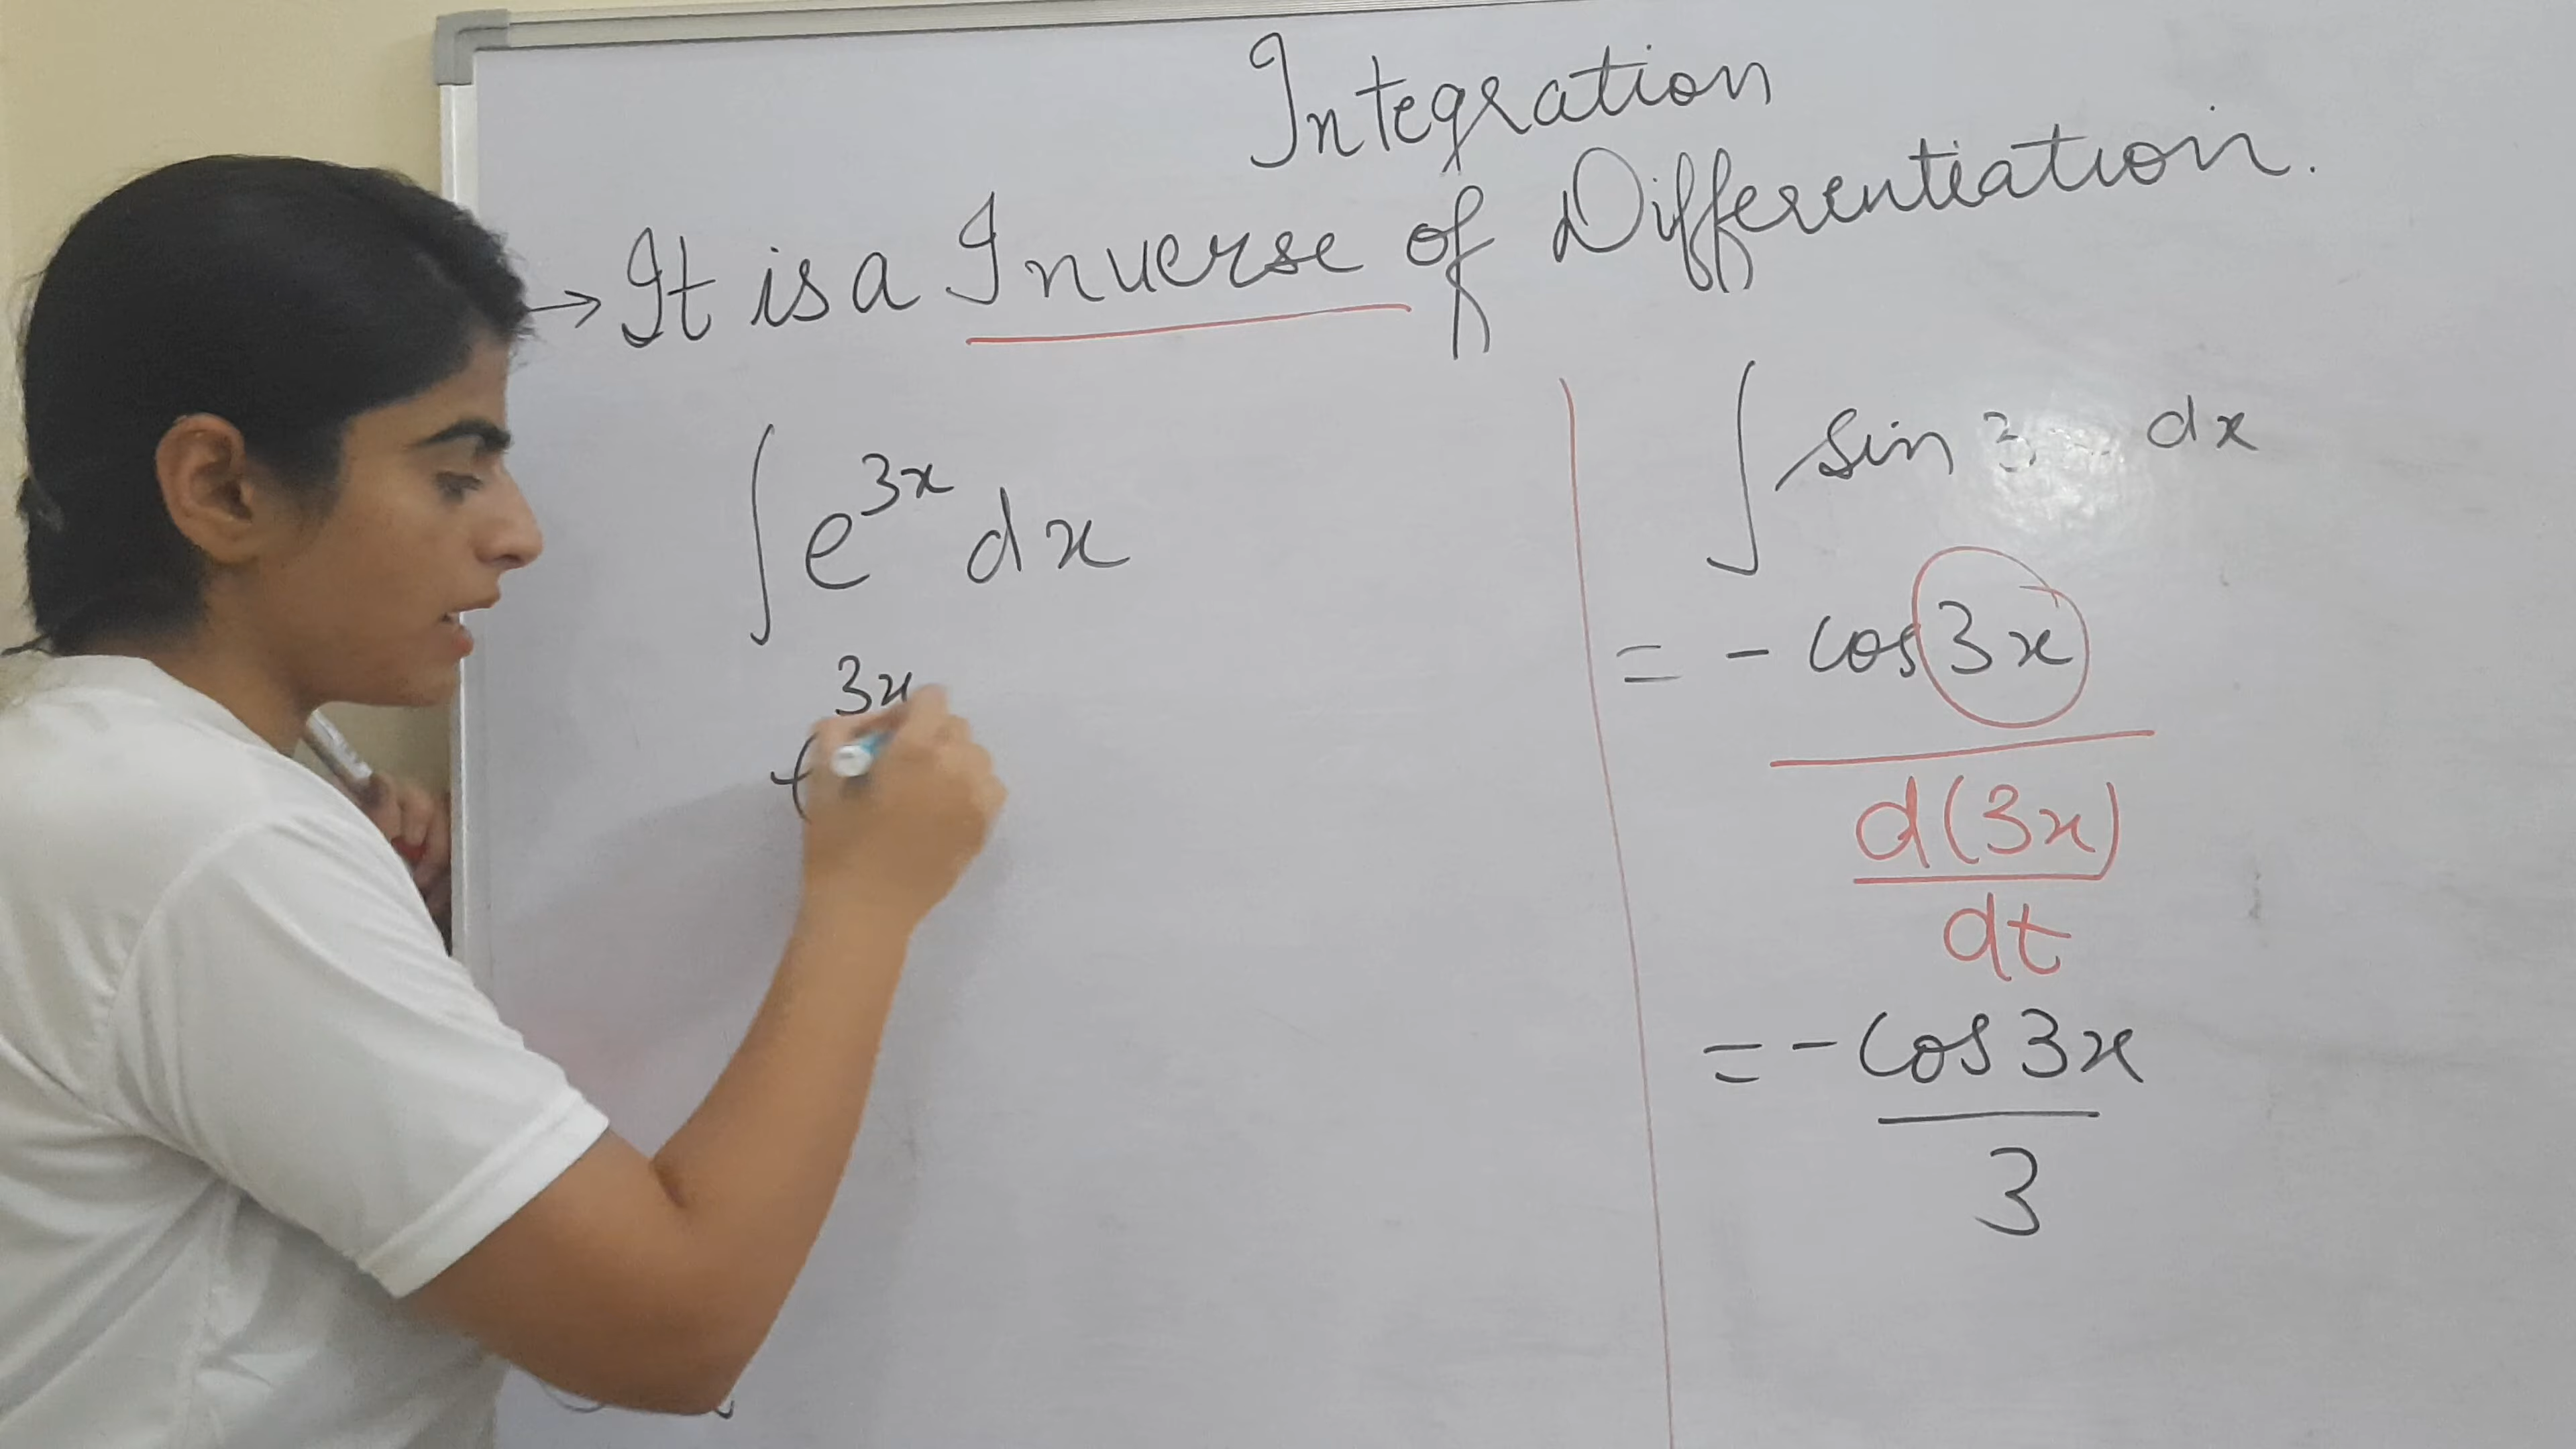 Integration
→ It is a Inverse of Differentiation.
∫ e^{3x} dx
3x
∫ sin 3 dx
= - cos 3x
d(3x)
dt
= - cos 3x
3